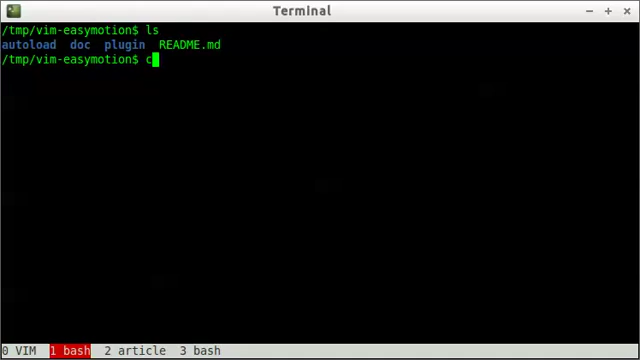 Terminal
/tmp/vim-easymotion$ ls
autoload doc plugin README.md
/tmp/vim-easymotion$ c
0 VIM 1 bash 2 article 3 bash